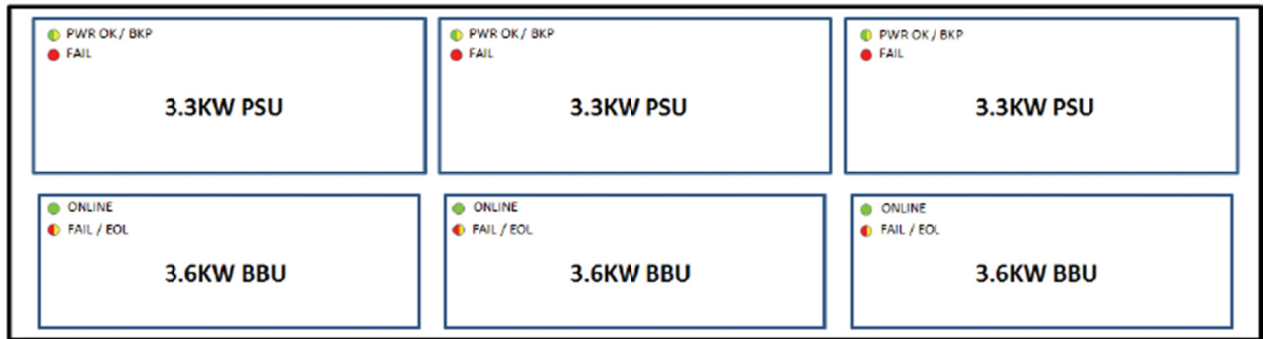 PWR OK / BKP
FAIL
3.3KW PSU
PWR OK / BKP
FAIL
3.3KW PSU
PWR OK / BKP
FAIL
3.3KW PSU
ONLINE
FAIL / EOL
3.6KW BBU
ONLINE
FAIL / EOL
3.6KW BBU
ONLINE
FAIL / EOL
3.6KW BBU